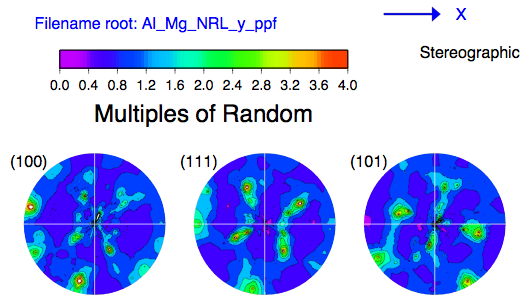 Filename root: Al_Mg_NRL_y_ppf
X
Stereographic
0.0 0.4 0.8 1.2 1.6 2.0 2.4 2.8 3.2 3.6 4.0
Multiples of Random
(100) (111) (101)